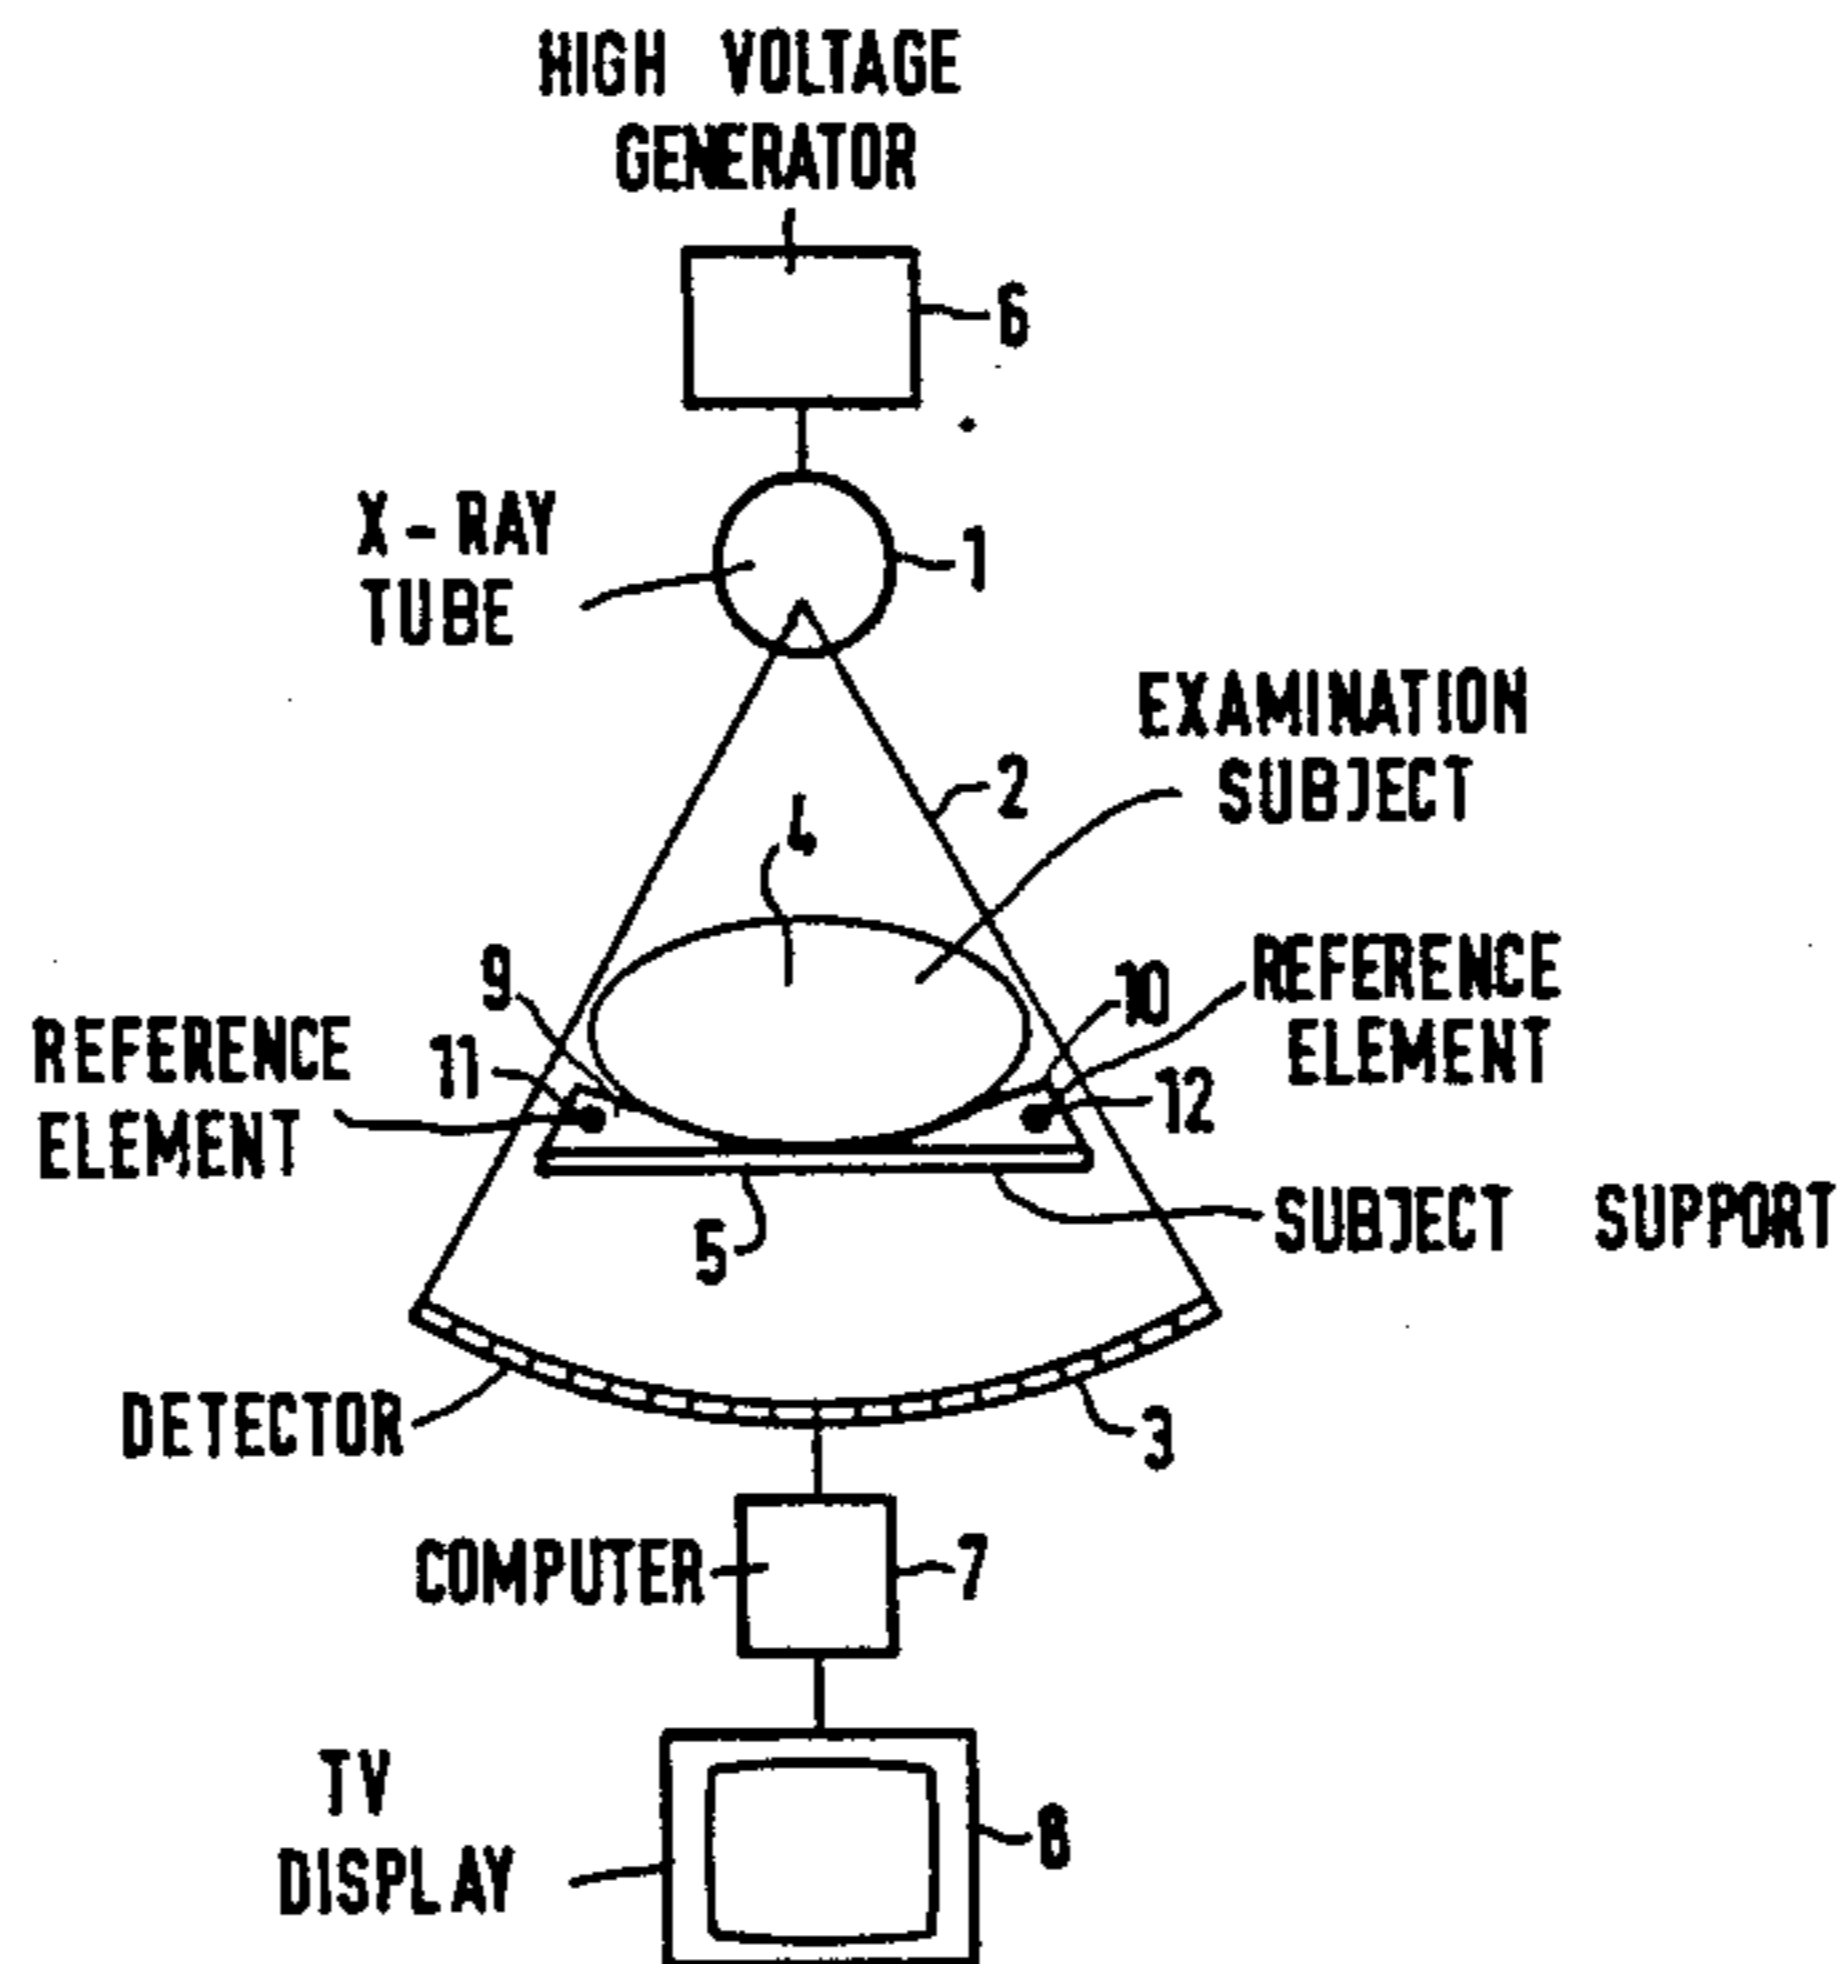 HIGH VOLTAGE
GENERATOR
6
X-RAY
TUBE
1
EXAMINATION
SUBJECT
2
4
9
10
REFERENCE
ELEMENT
REFERENCE
ELEMENT
11
12
5
SUBJECT SUPPORT
DETECTOR
3
COMPUTER
7
TV
DISPLAY
8